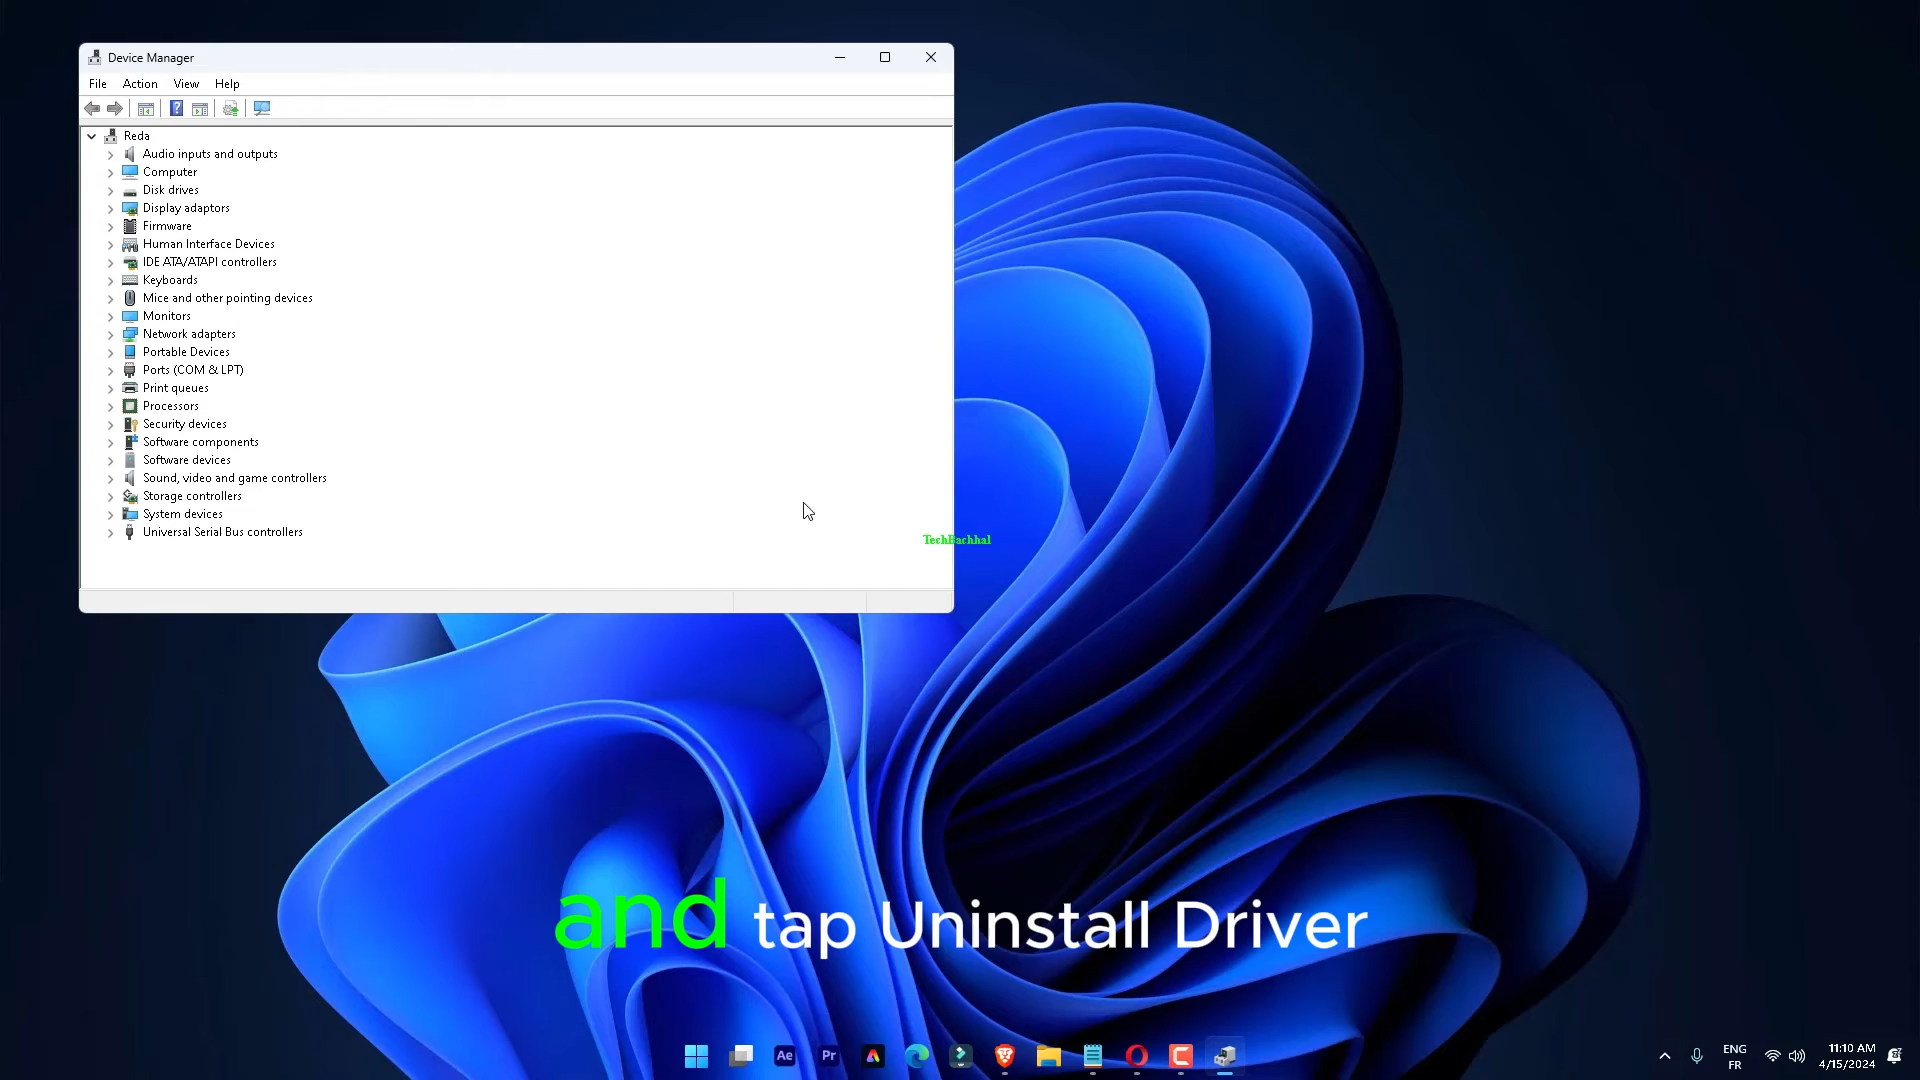 Device Manager
File Action View Help
Reda
Audio inputs and outputs
Computer
Disk drives
Display adaptors
Firmware
Human Interface Devices
IDE ATA/ATAPI controllers
Keyboards
Mice and other pointing devices
Monitors
Network adapters
Portable Devices
Ports (COM & LPT)
Print queues
Processors
Security devices
Software components
Software devices
Sound, video and game controllers
Storage controllers
System devices
Universal Serial Bus controllers
TechBachhal
and tap Uninstall Driver
Ae Pr
ENG
FR
11:10 AM
4/15/2024